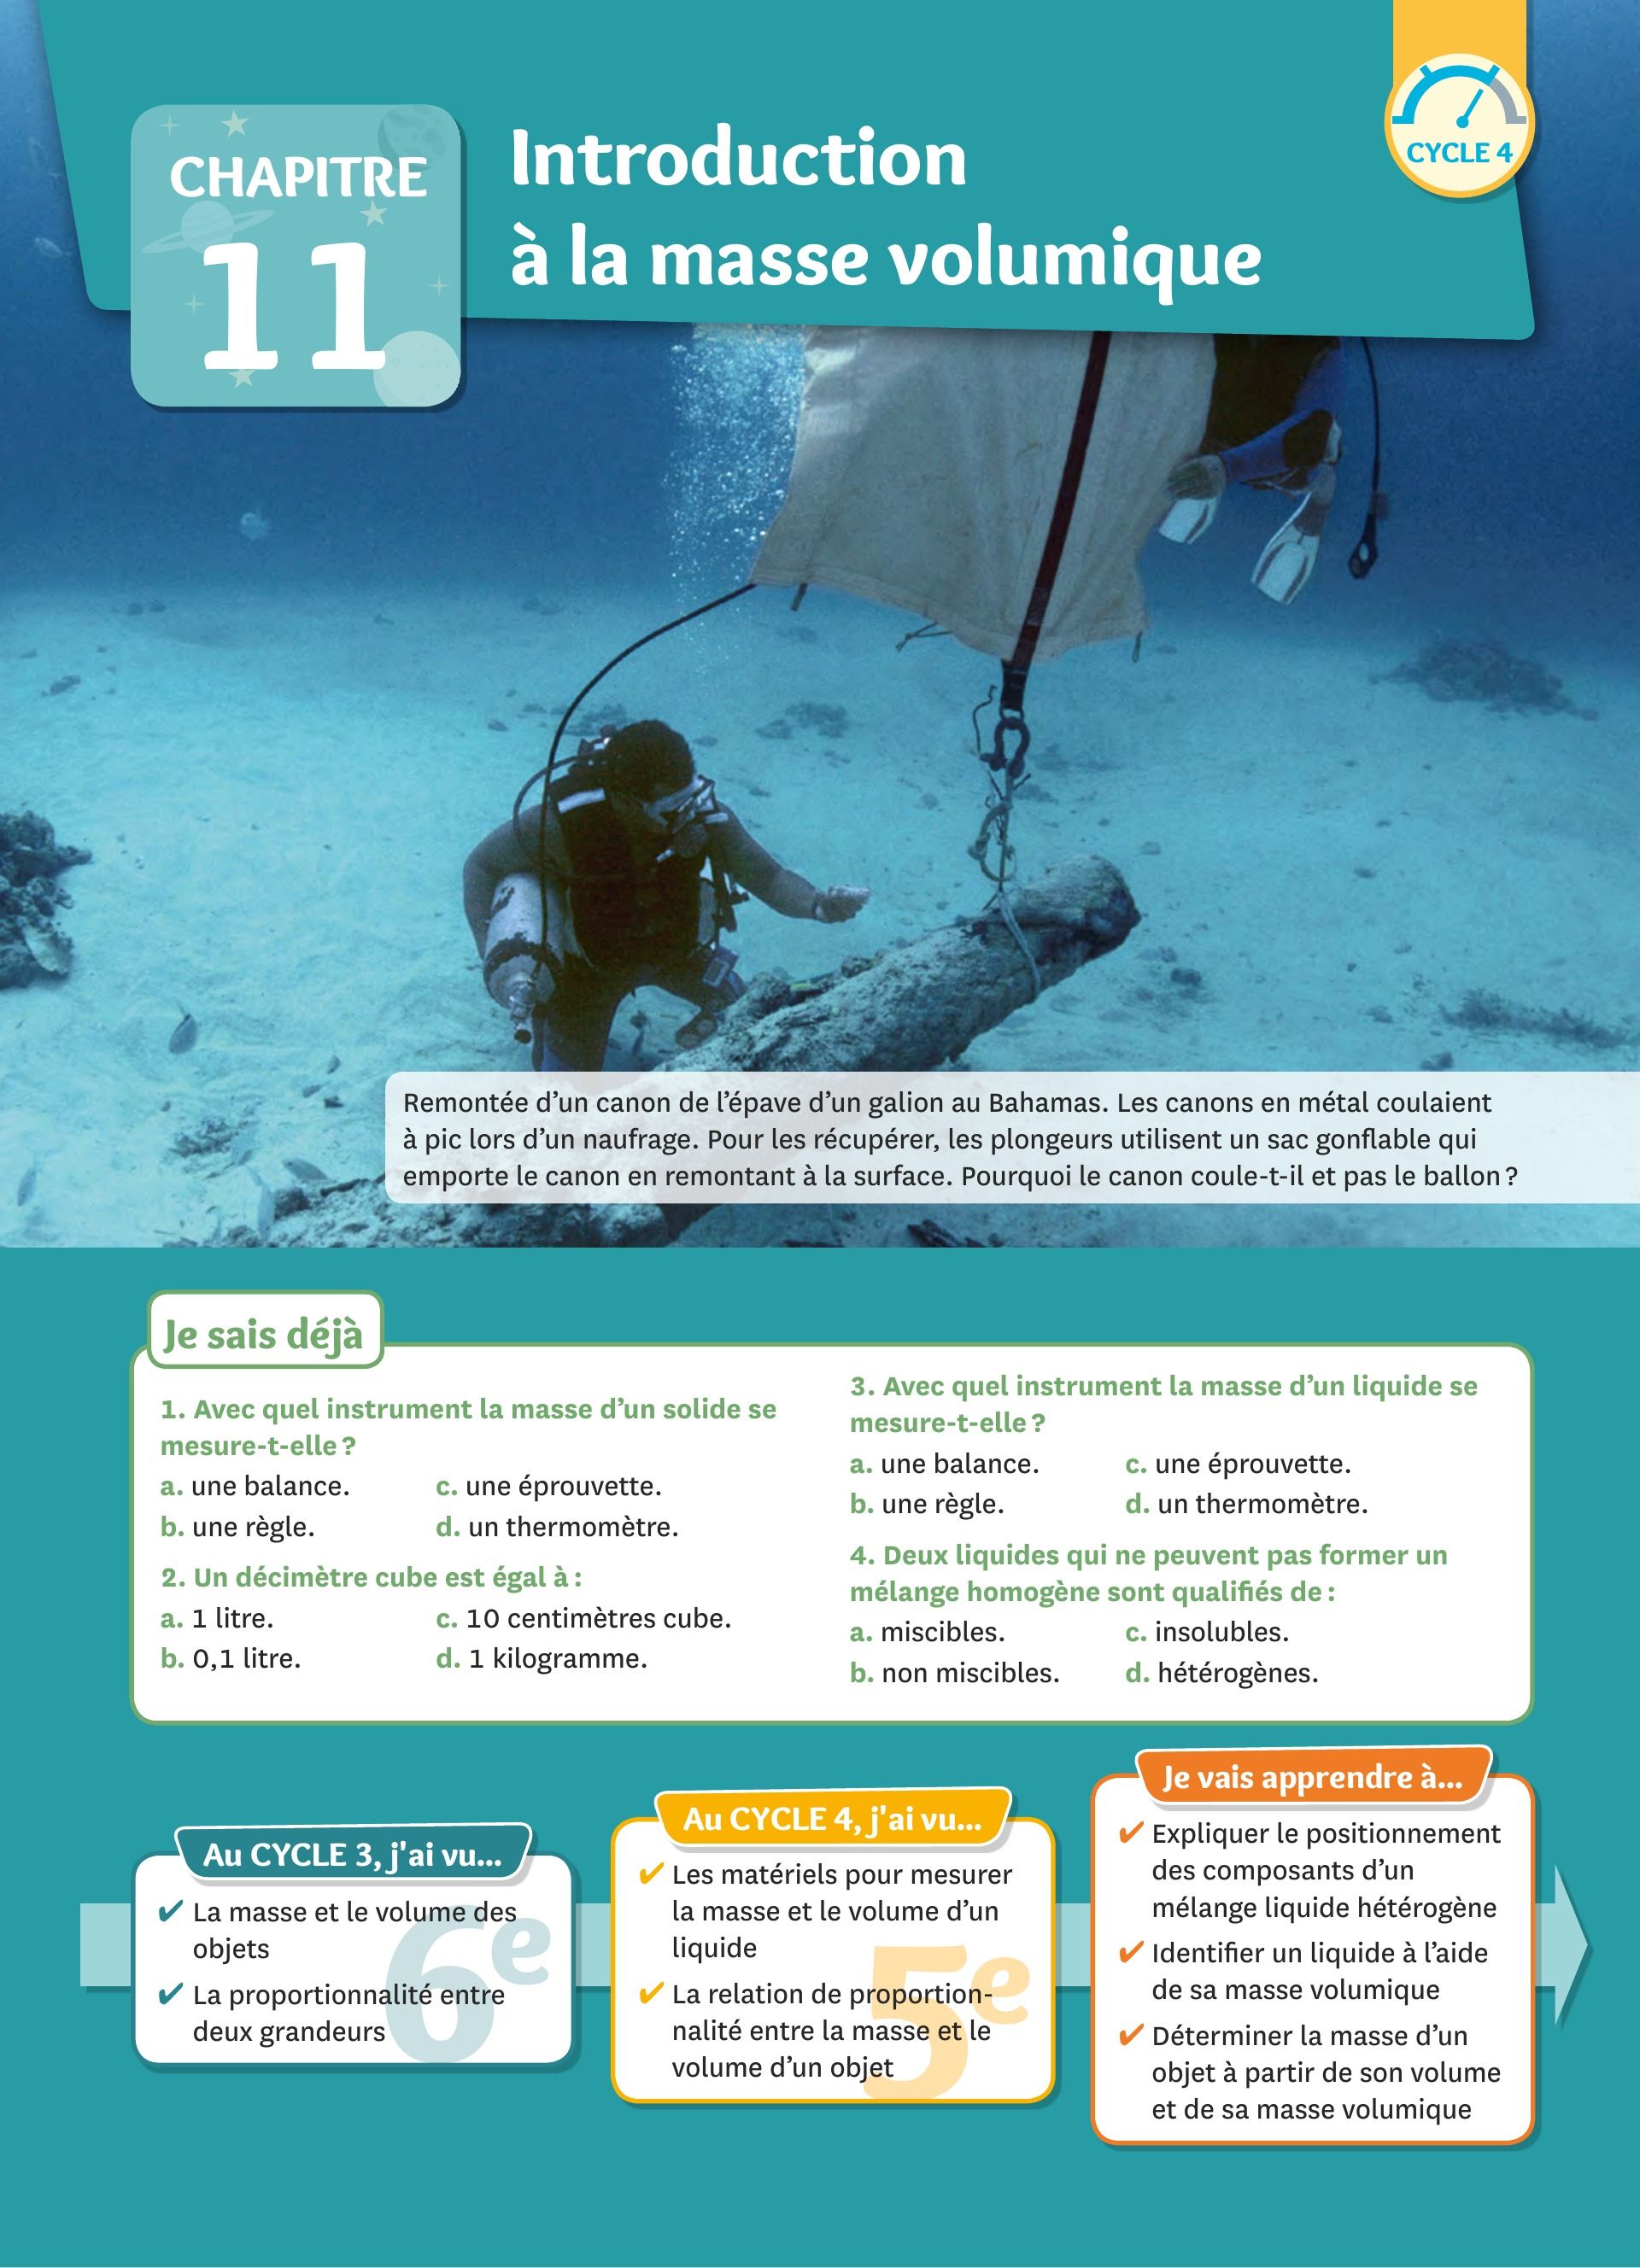 CYCLE 4
CHAPITRE
11
Introduction
à la masse volumique
Remontée d'un canon de l'épave d'un galion au Bahamas. Les canons en métal coulaient
à pic lors d'un naufrage. Pour les récupérer, les plongeurs utilisent un sac gonflable qui
emporte le canon en remontant à la surface. Pourquoi le canon coule-t-il et pas le ballon ?
Je sais déjà
1. Avec quel instrument la masse d'un solide se
mesure-t-elle ?
a. une balance.
c. une éprouvette.
b. une règle.
d. un thermomètre.
2. Un décimètre cube est égal à :
a. 1 litre.
c. 10 centimètres cube.
b. 0,1 litre.
d. 1 kilogramme.
3. Avec quel instrument la masse d'un liquide se
mesure-t-elle ?
a. une balance.
c. une éprouvette.
b. une règle.
d. un thermomètre.
4. Deux liquides qui ne peuvent pas former un
mélange homogène sont qualifiés de :
a. miscibles.
c. insolubles.
b. non miscibles.
d. hétérogènes.
Au CYCLE 3, j'ai vu...
✔ La masse et le volume des
objets
✔ La proportionnalité entre
deux grandeurs
6e
Au CYCLE 4, j'ai vu...
✔ Les matériels pour mesurer
la masse et le volume d'un
liquide
✔ La relation de proportion-
nalité entre la masse et le
volume d'un objet
5e
Je vais apprendre à...
✔ Expliquer le positionnement
des composants d'un
mélange liquide hétérogène
✔ Identifier un liquide à l'aide
de sa masse volumique
✔ Déterminer la masse d'un
objet à partir de son volume
et de sa masse volumique